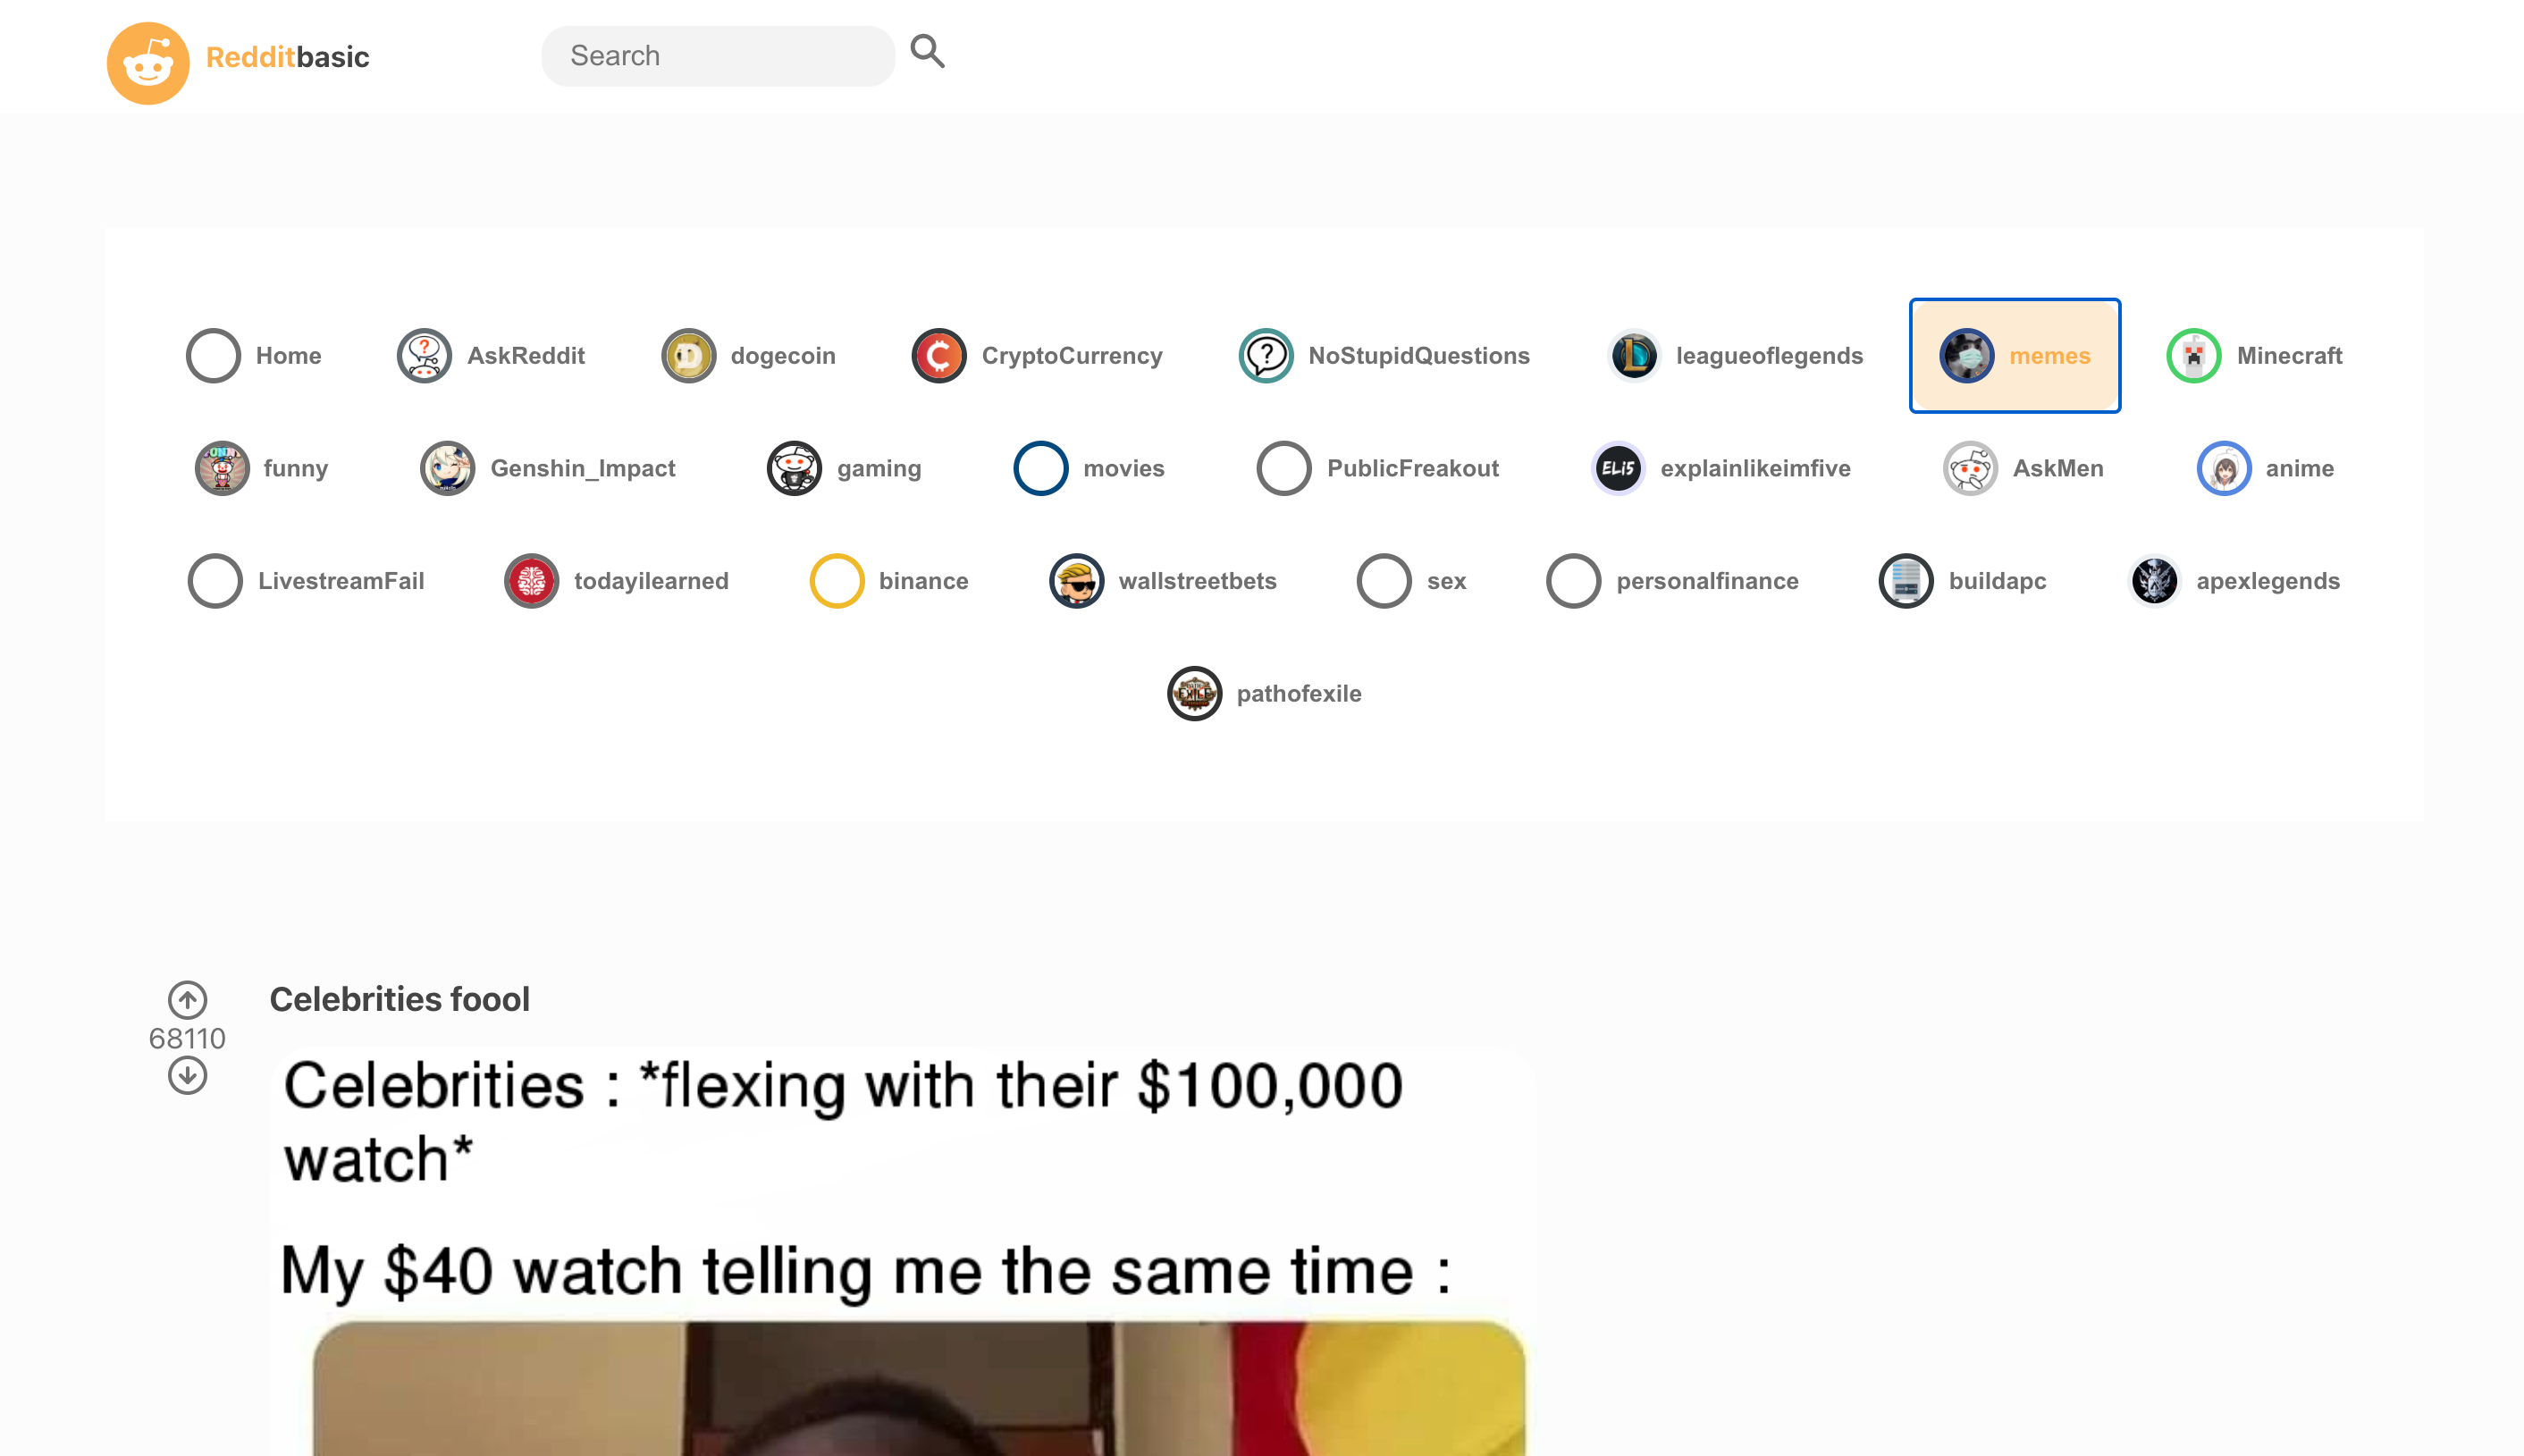 Redditbasic
Search
Home AskReddit dogecoin CryptoCurrency NoStupidQuestions leagueoflegends memes Minecraft
funny Genshin_Impact gaming movies PublicFreakout ELI5 explainlikeimfive AskMen anime
LivestreamFail todayilearned binance wallstreetbets sex personalfinance buildapc apexlegends
EXILE pathofexile
Celebrities foool
68110
Celebrities : *flexing with their $100,000
watch*
My $40 watch telling me the same time :